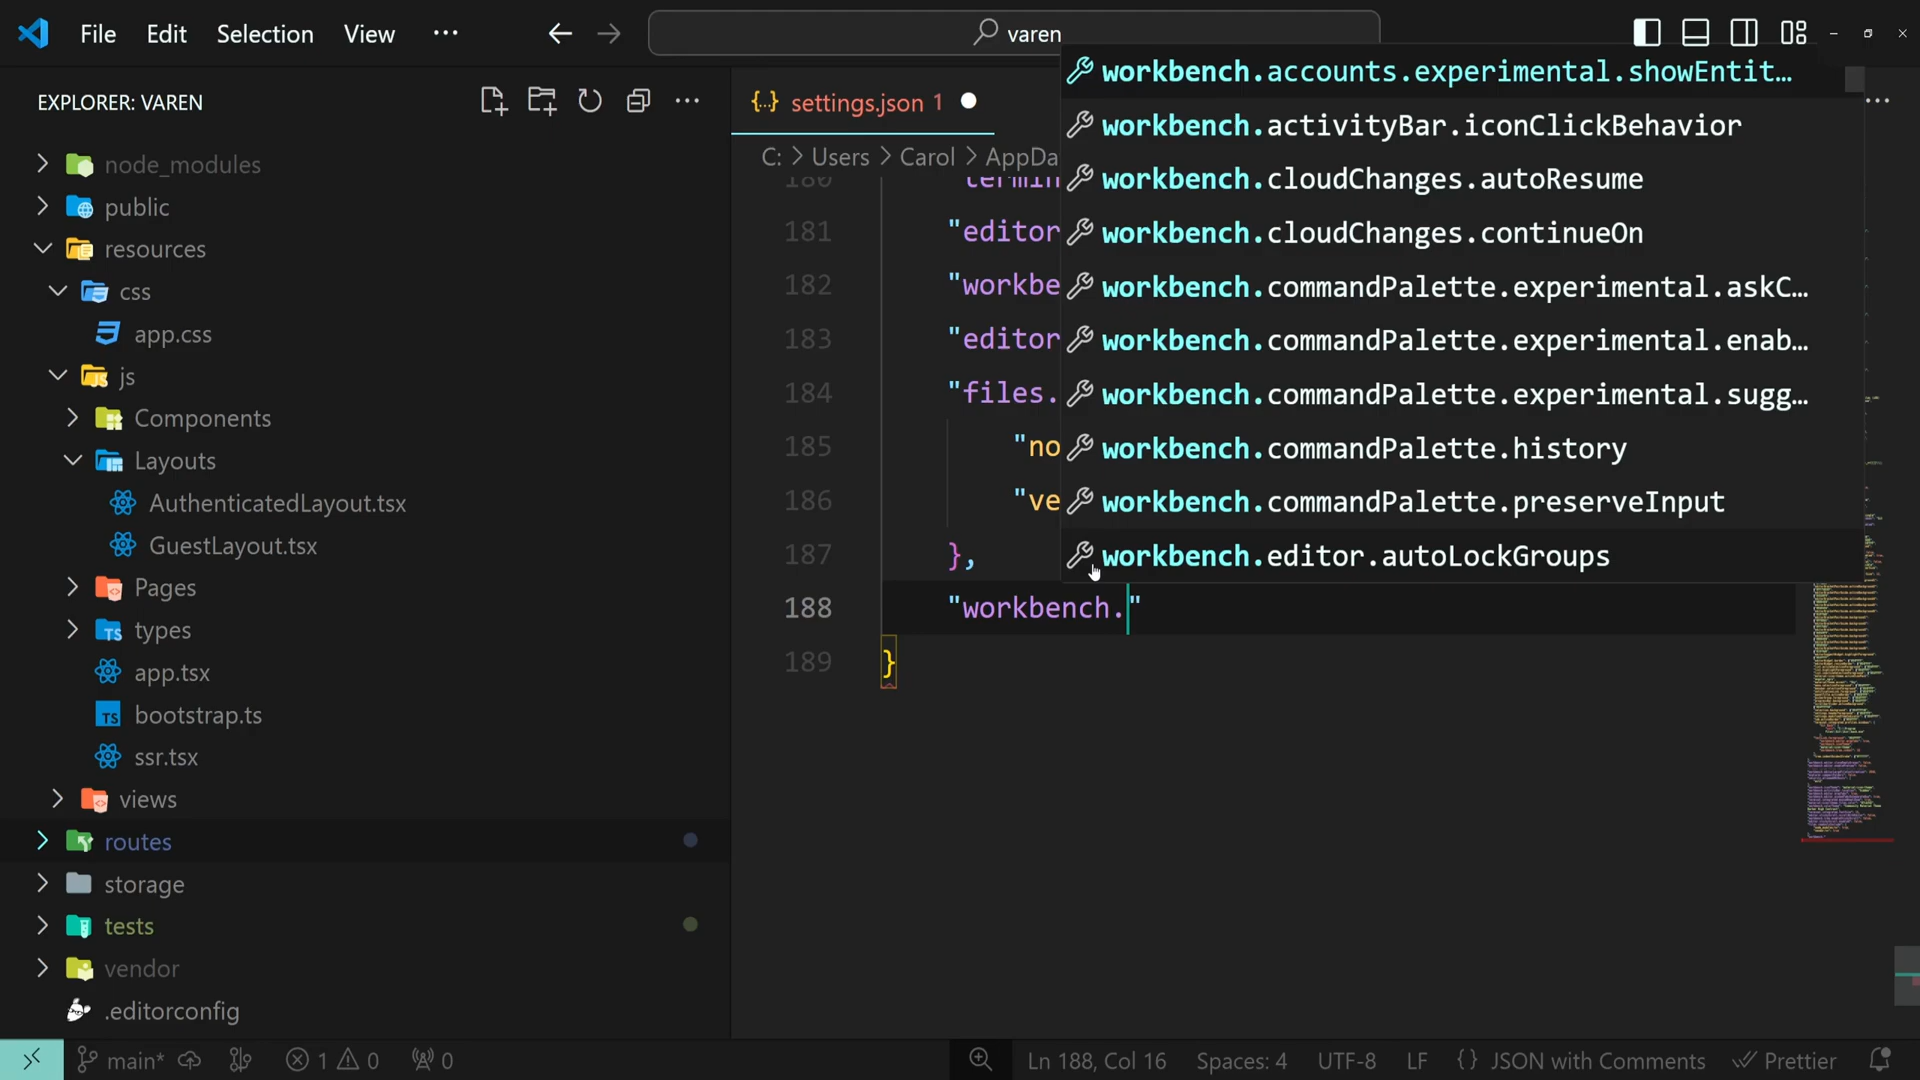 File Edit Selection View ···
varen
EXPLORER: VAREN
node_modules
public
resources
css
app.css
js
Components
Layouts
AuthenticatedLayout.tsx
GuestLayout.tsx
Pages
types
app.tsx
bootstrap.ts
ssr.tsx
views
routes
storage
tests
vendor
.editorconfig
{..} settings.json 1
C: > Users > Carol > AppDa
180 "termin
181 "editor
182 "workbe
183 "editor
184 "files.
185 "no
186 "ve
187 },
188 "workbench."
189 }
workbench.accounts.experimental.showEntit...
workbench.activityBar.iconClickBehavior
workbench.cloudChanges.autoResume
workbench.cloudChanges.continueOn
workbench.commandPalette.experimental.askC...
workbench.commandPalette.experimental.enab...
workbench.commandPalette.experimental.sugg...
workbench.commandPalette.history
workbench.commandPalette.preserveInput
workbench.editor.autoLockGroups
main* 1 0 0 Ln 188, Col 16 Spaces: 4 UTF-8 LF {} JSON with Comments Prettier